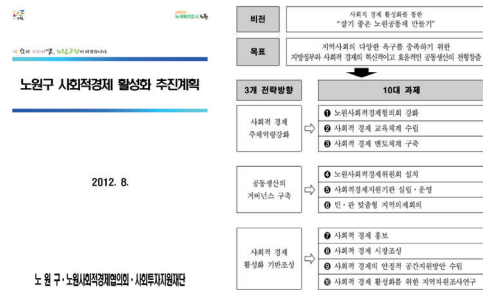 노원구 사회적경제 활성화 추진계획
2012. 8.
노 원 구 · 노원사회적경제협의회 · 사회투자지원재단
비전
사회적 경제 활성화를 통한
“살기 좋은 노원공동체 만들기”
목표
지역사회의 다양한 욕구를 충족하기 위한
지방정부와 사회적 경제의 혁신적이고 효율적인 공동생산의 전형창출
3개 전략방향
10대 과제
사회적 경제
주체역량강화
❶ 노원사회적경제협의회 강화
❷ 사회적 경제 교육체계 수립
❸ 사회적 경제 멘토체계 구축
공동생산의
거버넌스 구축
❹ 노원사회적경제위원회 설치
❺ 사회적경제지원기관 설립 · 운영
❻ 민 · 관 맞춤형 지역의제회의
사회적 경제
활성화 기반조성
❼ 사회적 경제 홍보
❽ 사회적 경제 시장조성
❾ 사회적 경제의 안정적 공간지원방안 수립
❿ 사회적 경제 활성화를 위한 지역자원조사연구